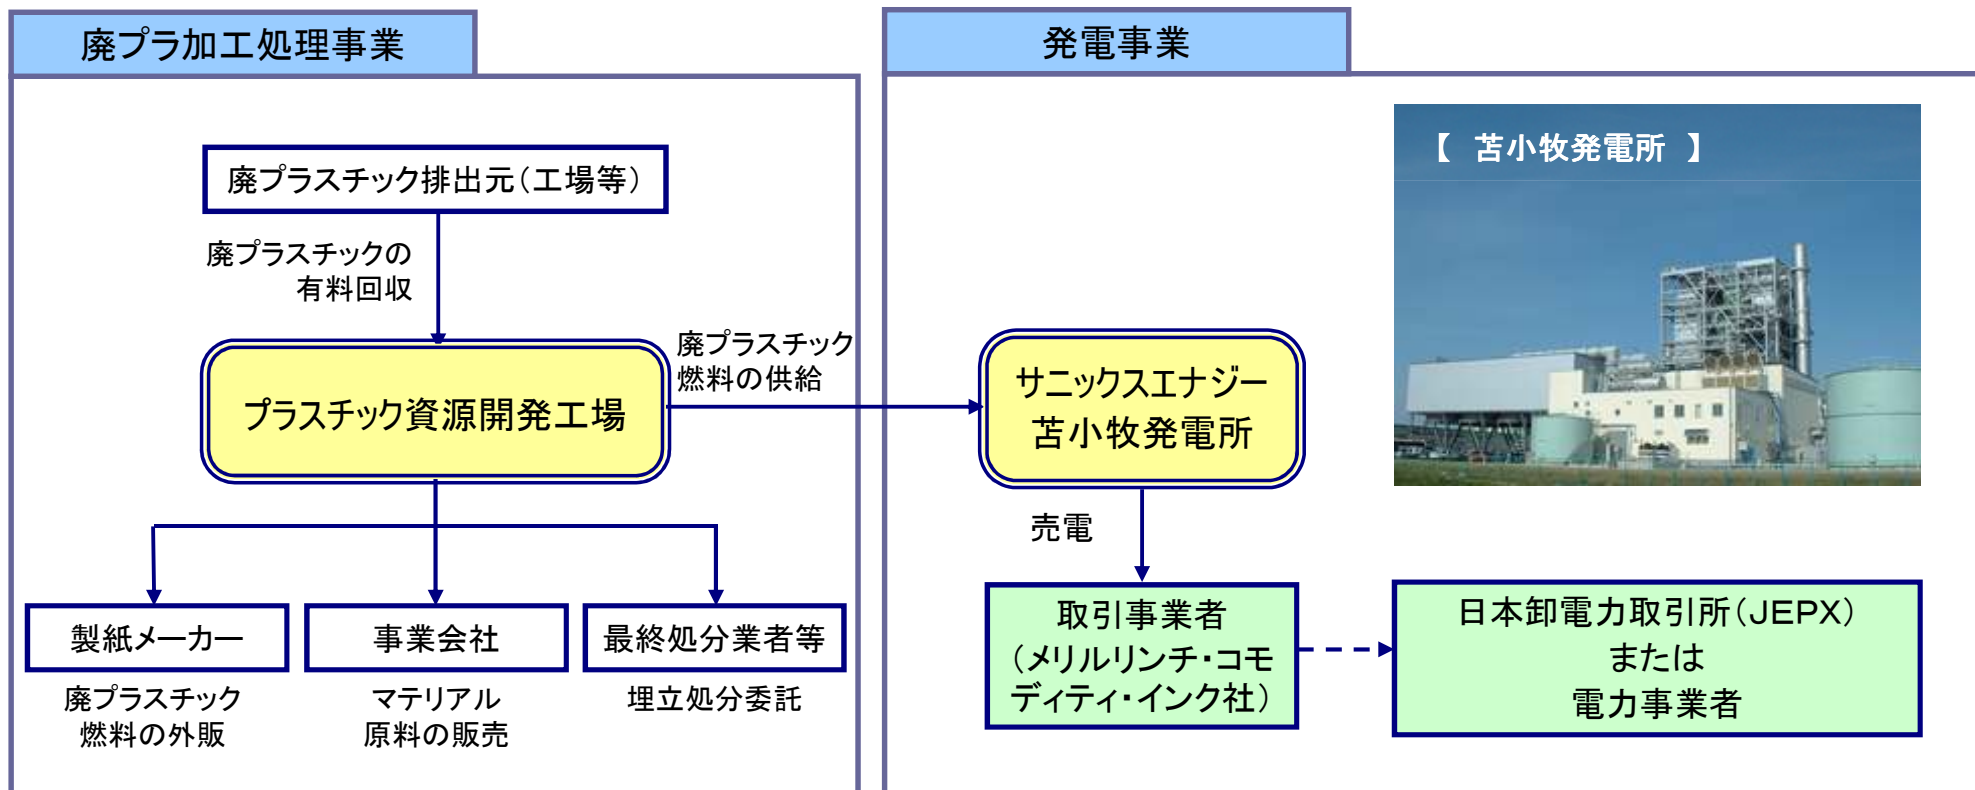 廃プラ加工処理事業
廃プラスチック排出元（工場等）
廃プラスチックの
有料回収
プラスチック資源開発工場
廃プラスチック
燃料の供給
製紙メーカー
廃プラスチック
燃料の外販
事業会社
マテリアル
原料の販売
最終処分業者等
埋立処分委託
発電事業
【　苫小牧発電所　】
サニックスエナジー
苫小牧発電所
売電
取引事業者
（メリルリンチ・コモ
ディティ・インク社）
日本卸電力取引所（JEPX）
または
電力事業者